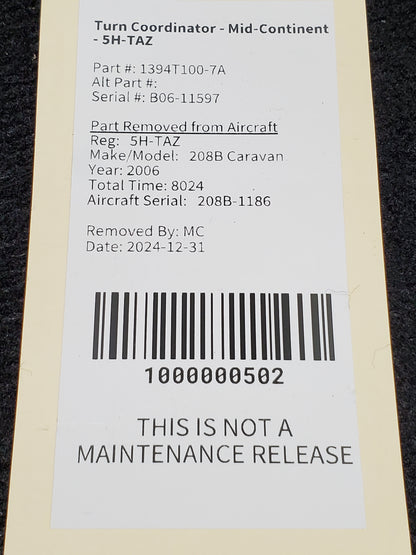 Turn Coordinator - Mid-Continent
- 5H-TAZ
Part #: 1394T100-7A
Alt Part #:
Serial #: B06-11597
Part Removed from Aircraft
Reg: 5H-TAZ
Make/Model: 208B Caravan
Year: 2006
Total Time: 8024
Aircraft Serial: 208B-1186
Removed By: MC
Date: 2024-12-31
1000000502
THIS IS NOT A
MAINTENANCE RELEASE